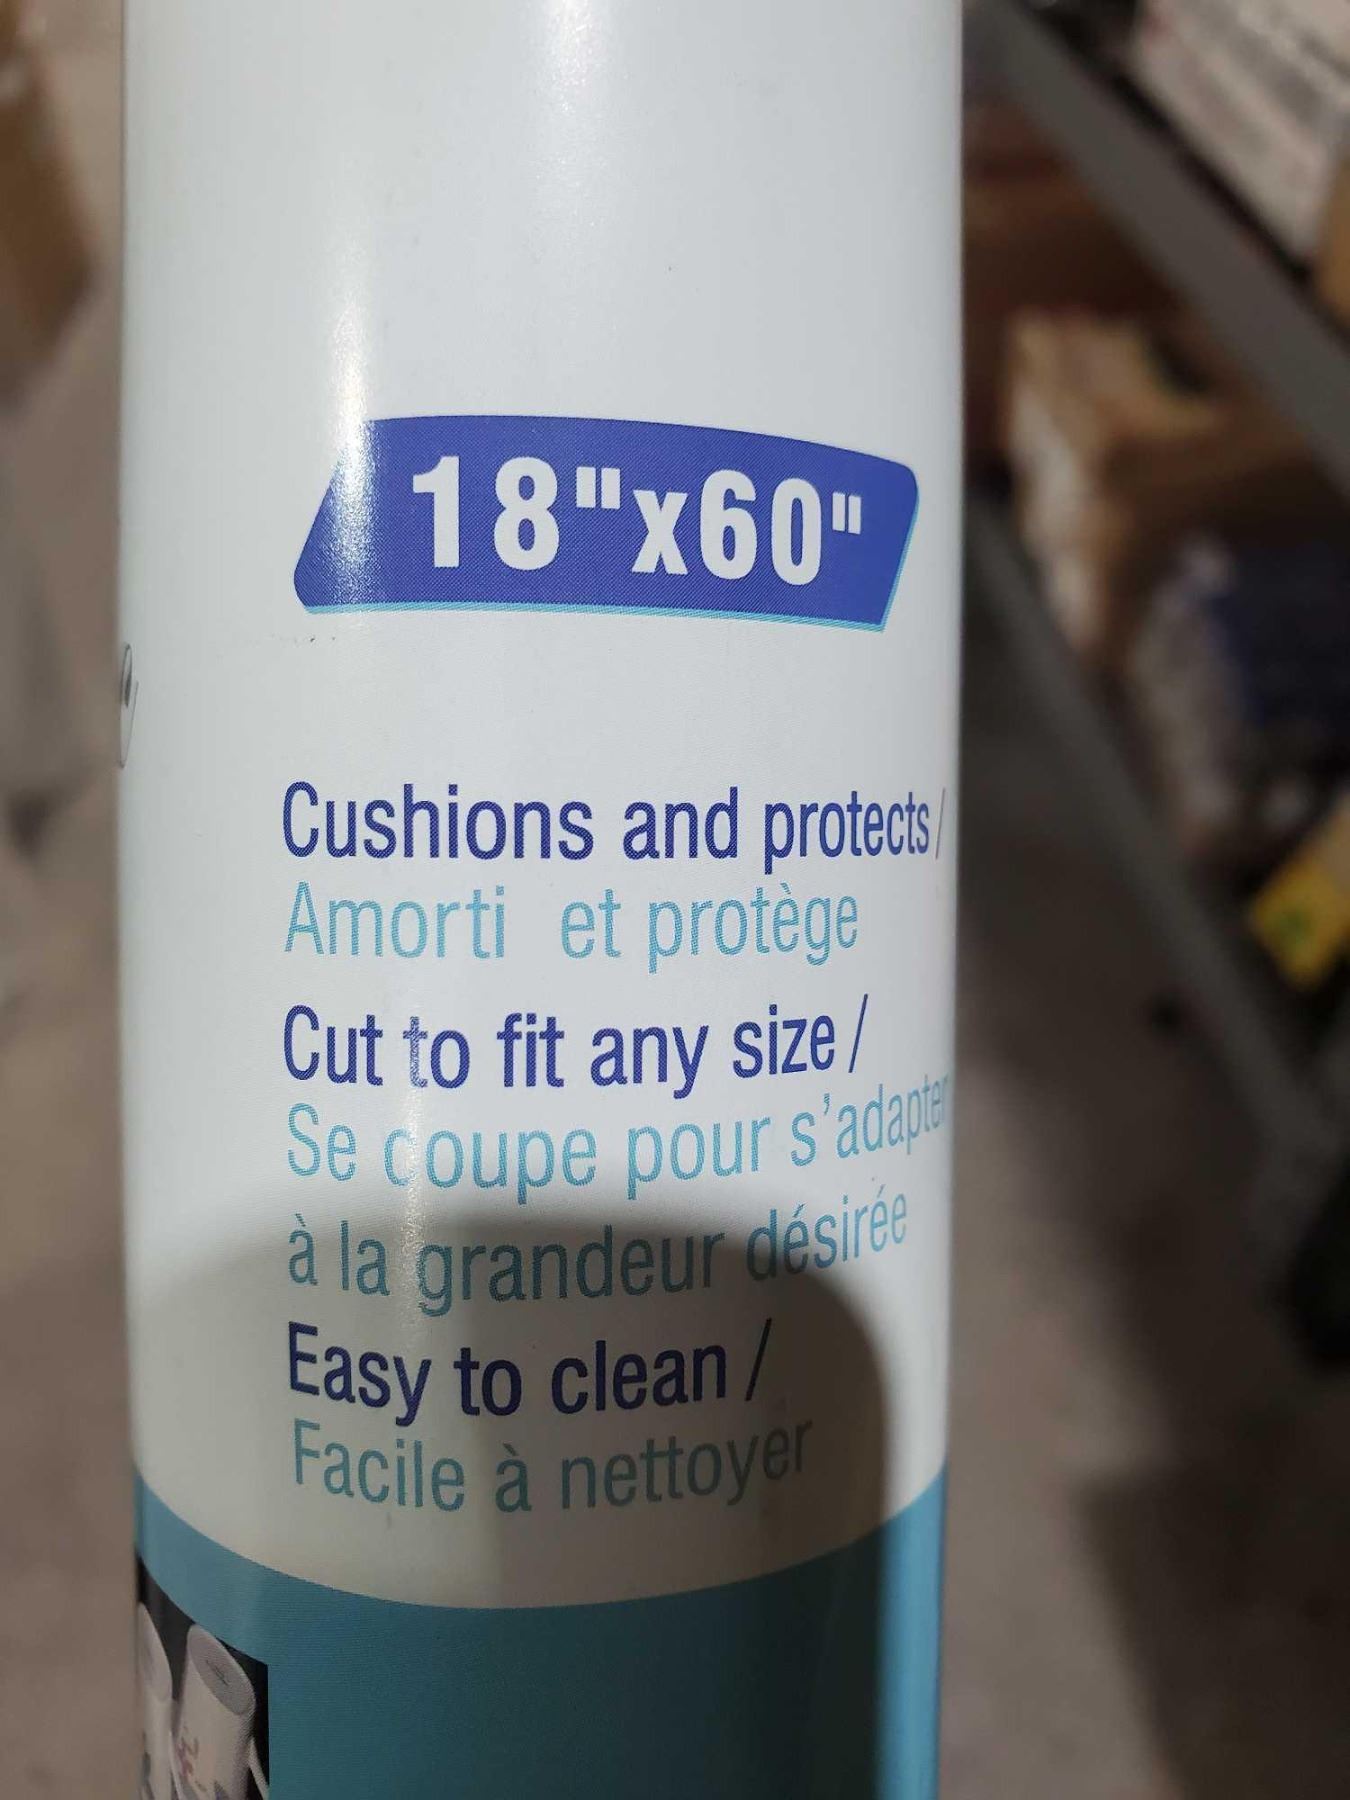 18"x60"
Cushions and protects /
Amorti et protège
Cut to fit any size /
Se coupe pour s'adapter
à la grandeur désirée
Easy to clean /
Facile à nettoyer